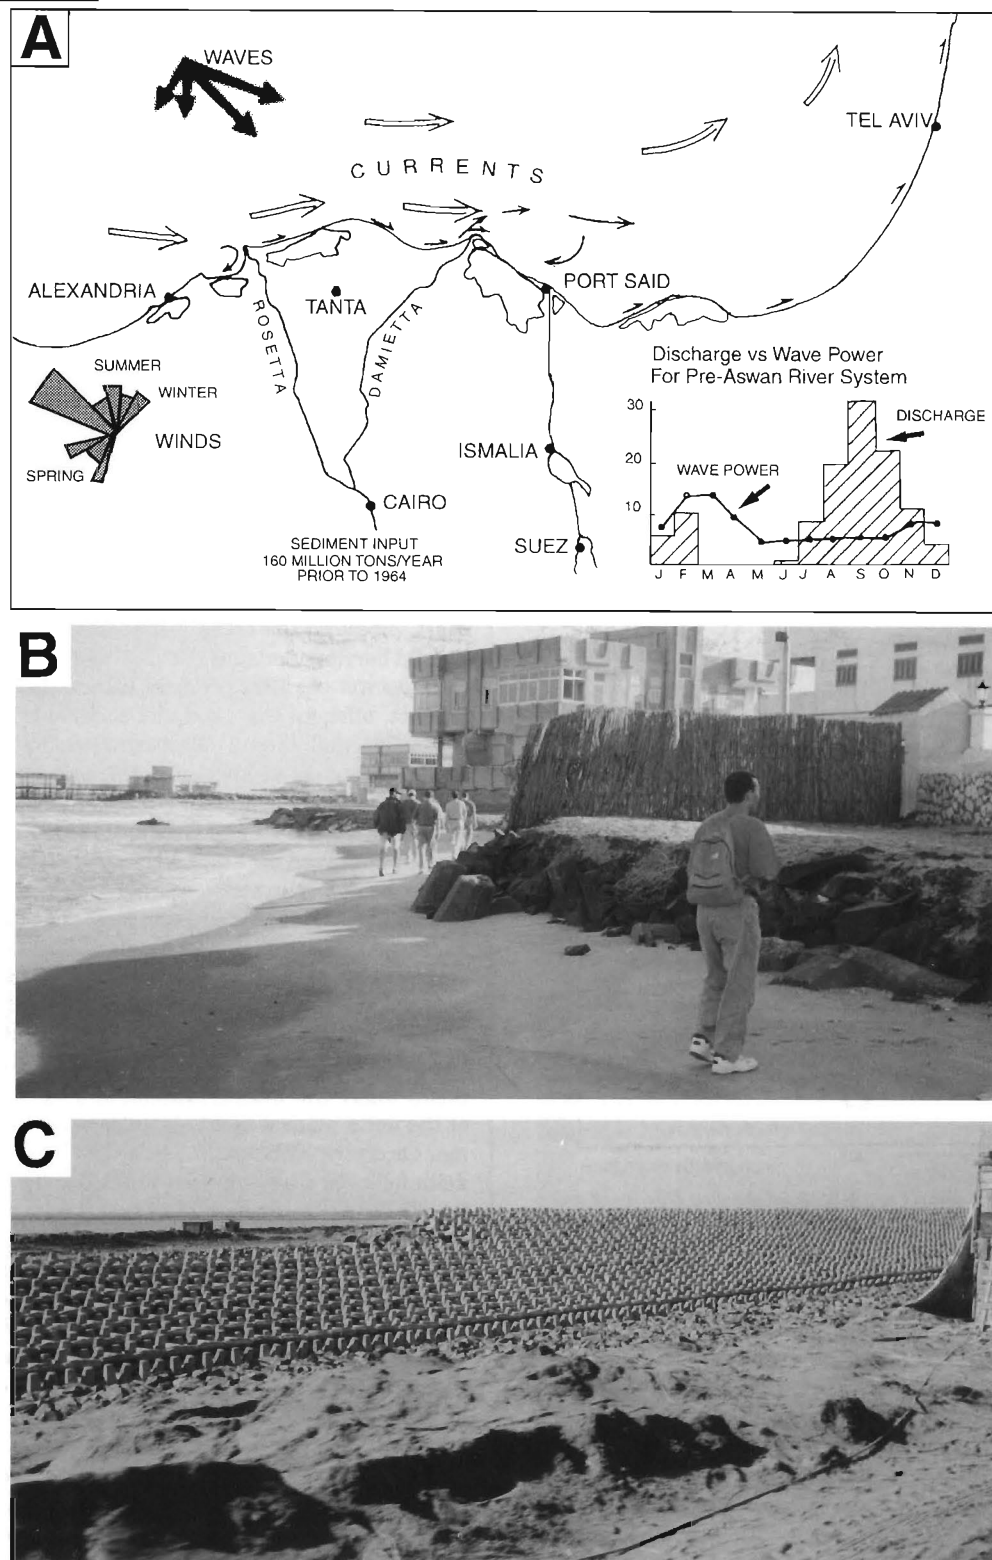 A
WAVES
CURRENTS
TEL AVIV
ALEXANDRIA
TANTA
PORT SAID
ROSETTA
DAMIETTA
SUMMER
WINTER
WINDS
SPRING
ISMALIA
CAIRO
SUEZ
SEDIMENT INPUT
160 MILLION TONS/YEAR
PRIOR TO 1964
Discharge vs Wave Power
For Pre-Aswan River System
30
DISCHARGE
20
WAVE POWER
10
J F M A M J J A S O N D
B
C